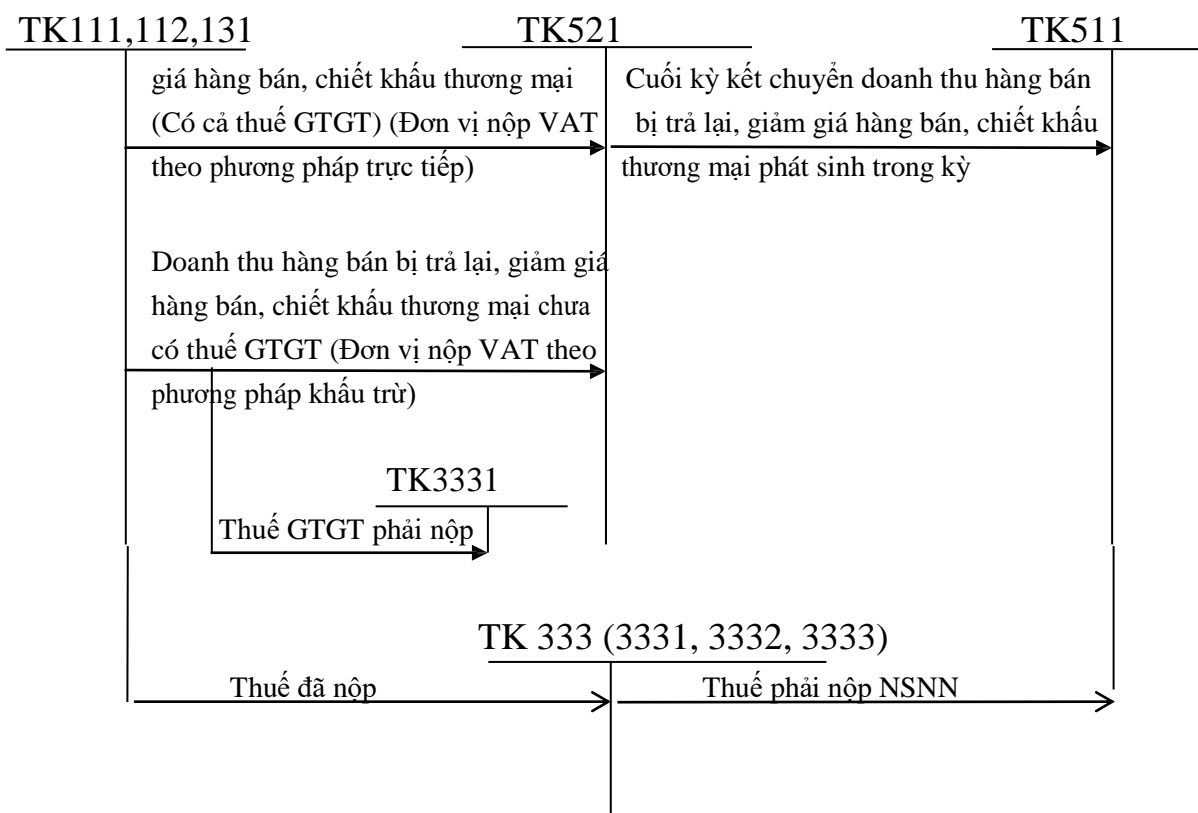 TK111,112,131 TK521 TK511
giá hàng bán, chiết khấu thương mại
(Có cả thuế GTGT) (Đơn vị nộp VAT
theo phương pháp trực tiếp)
Cuối kỳ kết chuyển doanh thu hàng bán
bị trả lại, giảm giá hàng bán, chiết khấu
thương mại phát sinh trong kỳ
Doanh thu hàng bán bị trả lại, giảm giá
hàng bán, chiết khấu thương mại chưa
có thuế GTGT (Đơn vị nộp VAT theo
phương pháp khấu trừ)
TK3331
Thuế GTGT phải nộp
TK 333 (3331, 3332, 3333)
Thuế đã nộp Thuế phải nộp NSNN